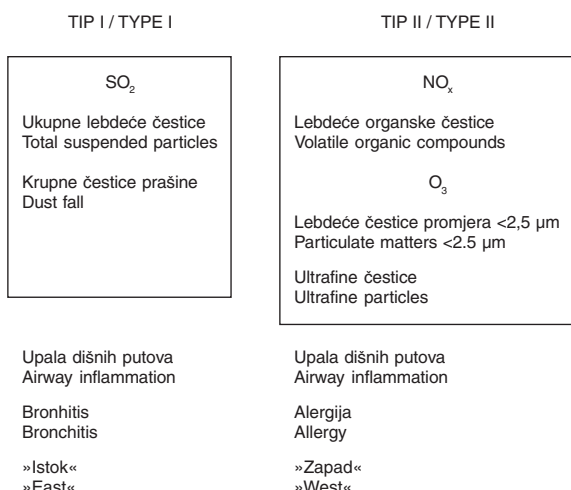 TIP I / TYPE I
SO₂
Ukupne lebdeće čestice
Total suspended particles
Krupne čestice prašine
Dust fall
Upala dišnih putova
Airway inflammation
Bronhitis
Bronchitis
»Istok«
»East«
TIP II / TYPE II
NOₓ
Lebdeće organske čestice
Volatile organic compounds
O₃
Lebdeće čestice promjera <2,5 µm
Particulate matters <2.5 µm
Ultrafine čestice
Ultrafine particles
Upala dišnih putova
Airway inflammation
Alergija
Allergy
»Zapad«
»West«